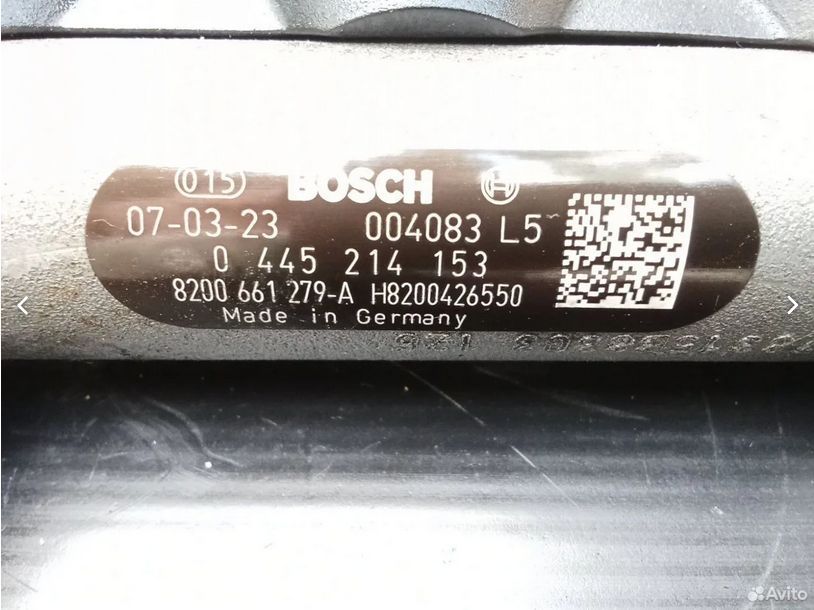 015 BOSCH
07-03-23 004083 L5
0 445 214 153
8200 661 279-A H8200426550
Made in Germany
Avito